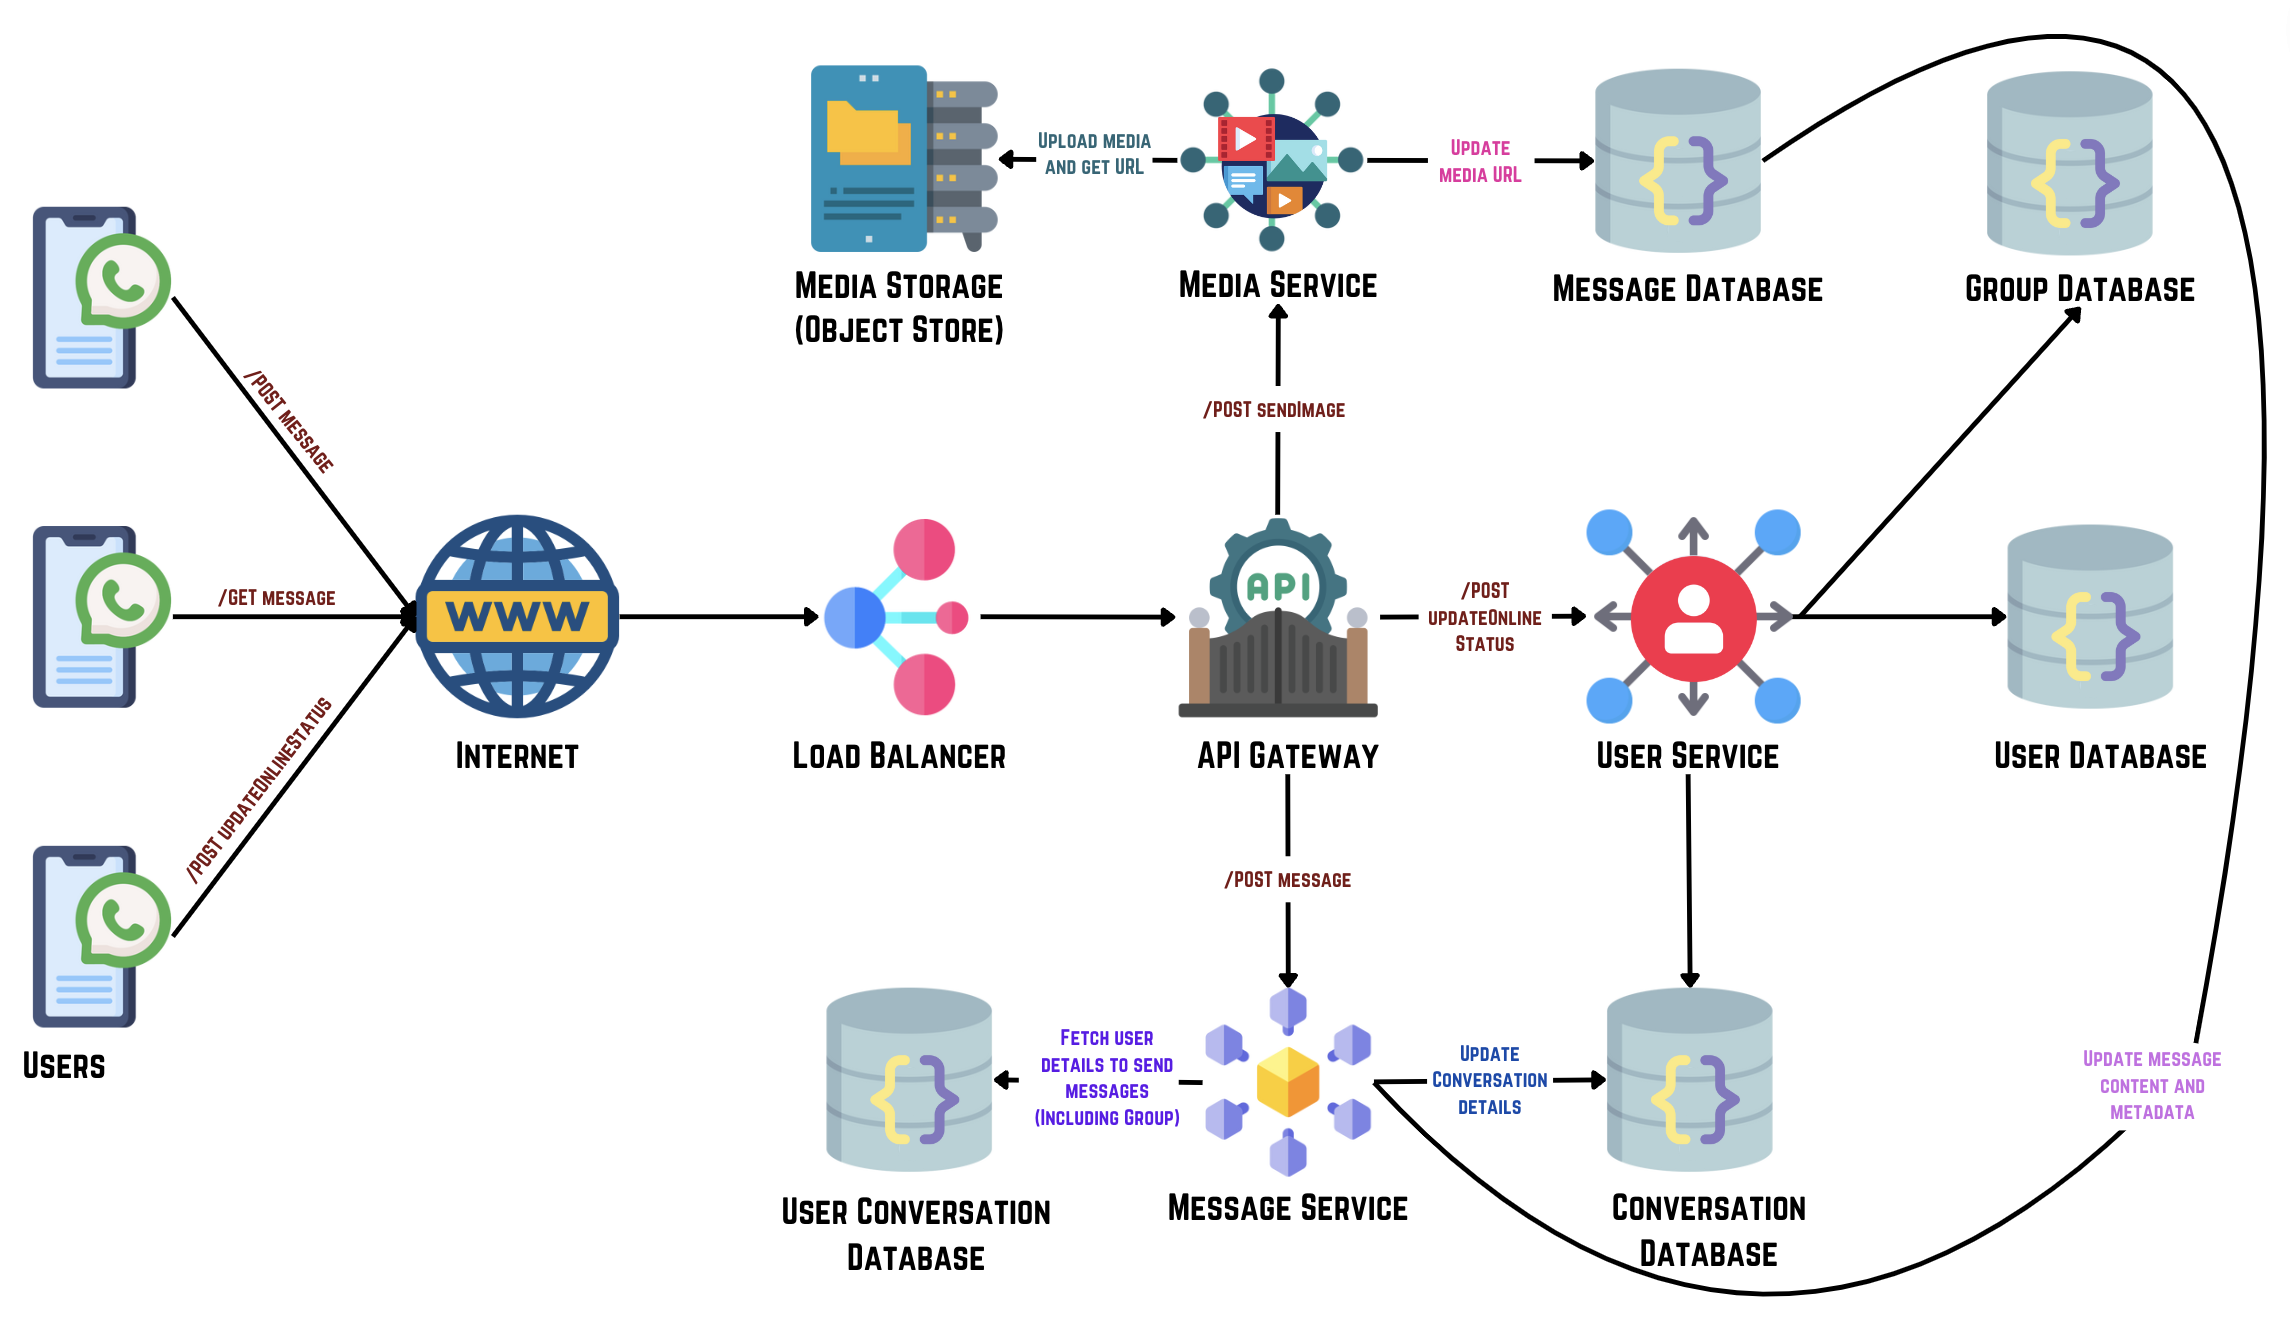 Upload media
and get URL
Update
media URL
Media Storage
(Object Store)
Media Service
Message Database
Group Database
/POST message
/POST sendImage
/GET message
WWW
API
/POST
updateOnline
Status
/POST updateOnlineStatus
Internet
Load Balancer
API Gateway
User Service
User Database
/POST message
Users
Fetch user
details to send
messages
(Including Group)
Update
Conversation
details
Update message
content and
metadata
User Conversation
Database
Message Service
Conversation
Database